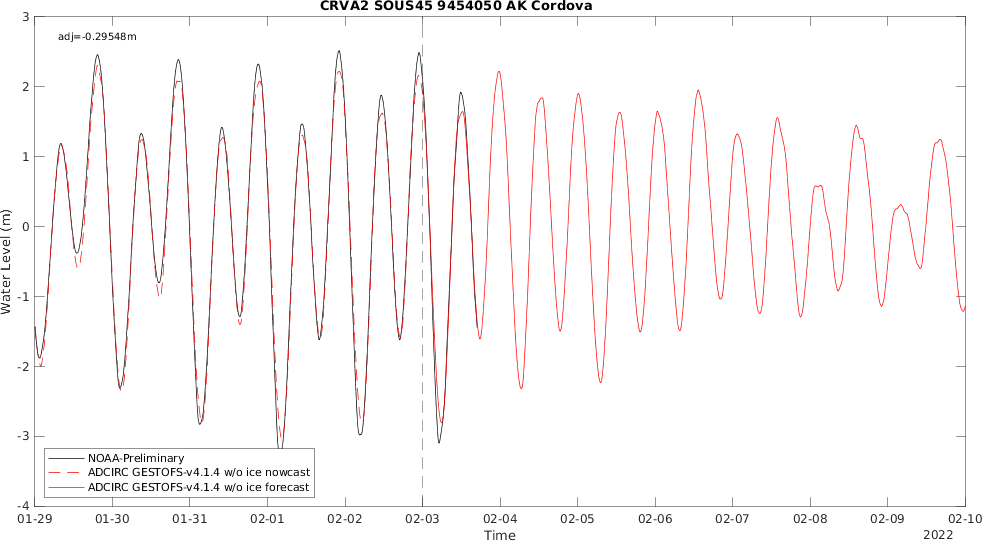 CRVA2 SOUS45 9454050 AK Cordova
adj=-0.29548m
3
2
1
0
-1
-2
-3
-4
Water Level (m)
NOAA-Preliminary
ADCIRC GESTOFS-v4.1.4 w/o ice nowcast
ADCIRC GESTOFS-v4.1.4 w/o ice forecast
01-29 01-30 01-31 02-01 02-02 02-03 02-04 02-05 02-06 02-07 02-08 02-09 02-10
Time
2022